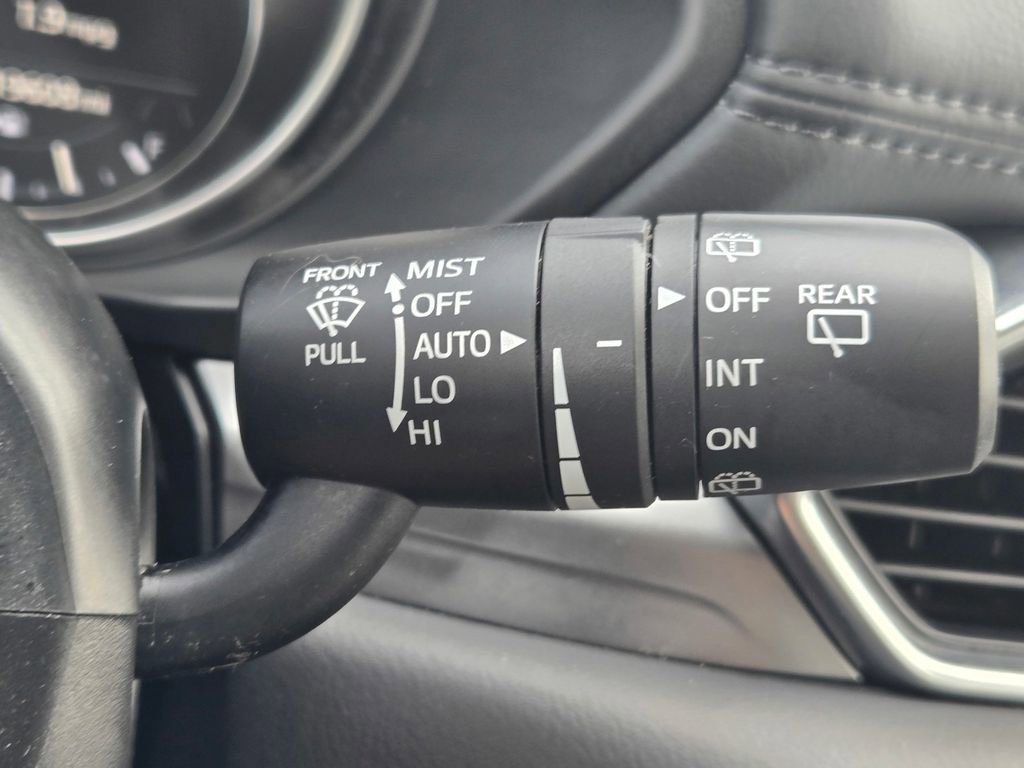 FRONT
PULL
MIST
OFF
AUTO
LO
HI
OFF
INT
ON
REAR